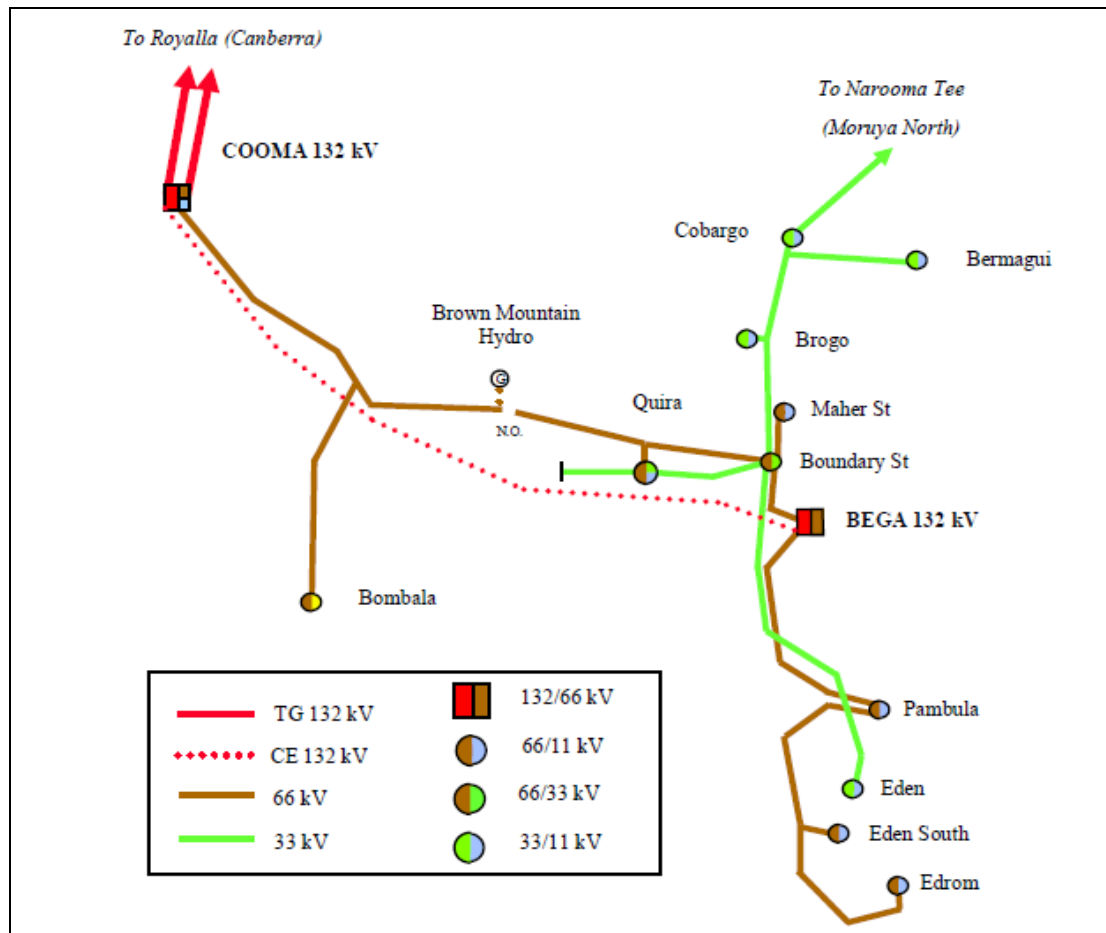 To Royalla (Canberra)
To Narooma Tee
(Moruya North)
COOMA 132 kV
Cobargo
Bermagui
Brown Mountain
Hydro
Brogo
G
Quira
Maher St
N.O.
Boundary St
BEGA 132 kV
Bombala
TG 132 kV
132/66 kV
CE 132 kV
66/11 kV
66 kV
66/33 kV
33 kV
33/11 kV
Pambula
Eden
Eden South
Edrom